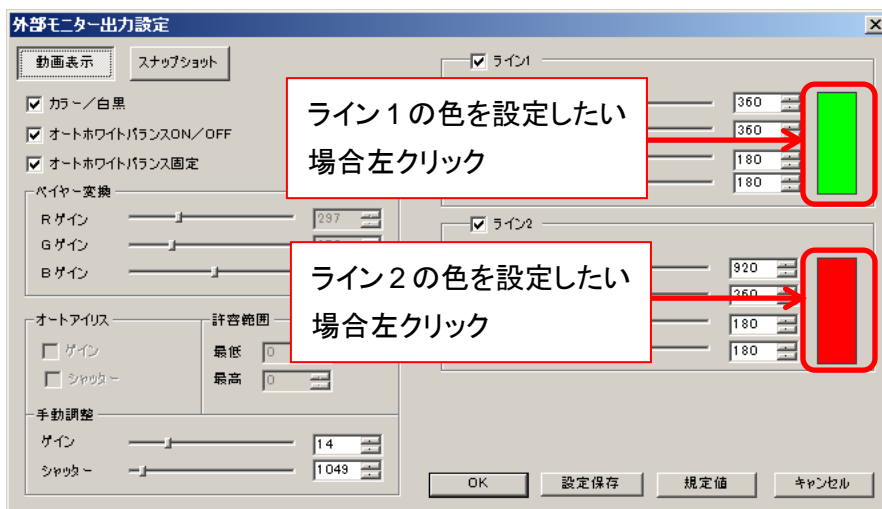 外部モニター出力設定
動画表示
スナップショット
カラー／白黒
オートホワイトバランスON／OFF
オートホワイトバランス固定
ベイヤー変換
Rゲイン
297
Gゲイン
Bゲイン
オートアイリス
ゲイン
シャッター
許容範囲
最低
0
最高
0
手動調整
ゲイン
14
シャッター
1049
ライン1
360
360
180
180
ライン１の色を設定したい
場合左クリック
ライン2
920
360
180
180
ライン２の色を設定したい
場合左クリック
OK
設定保存
規定値
キャンセル